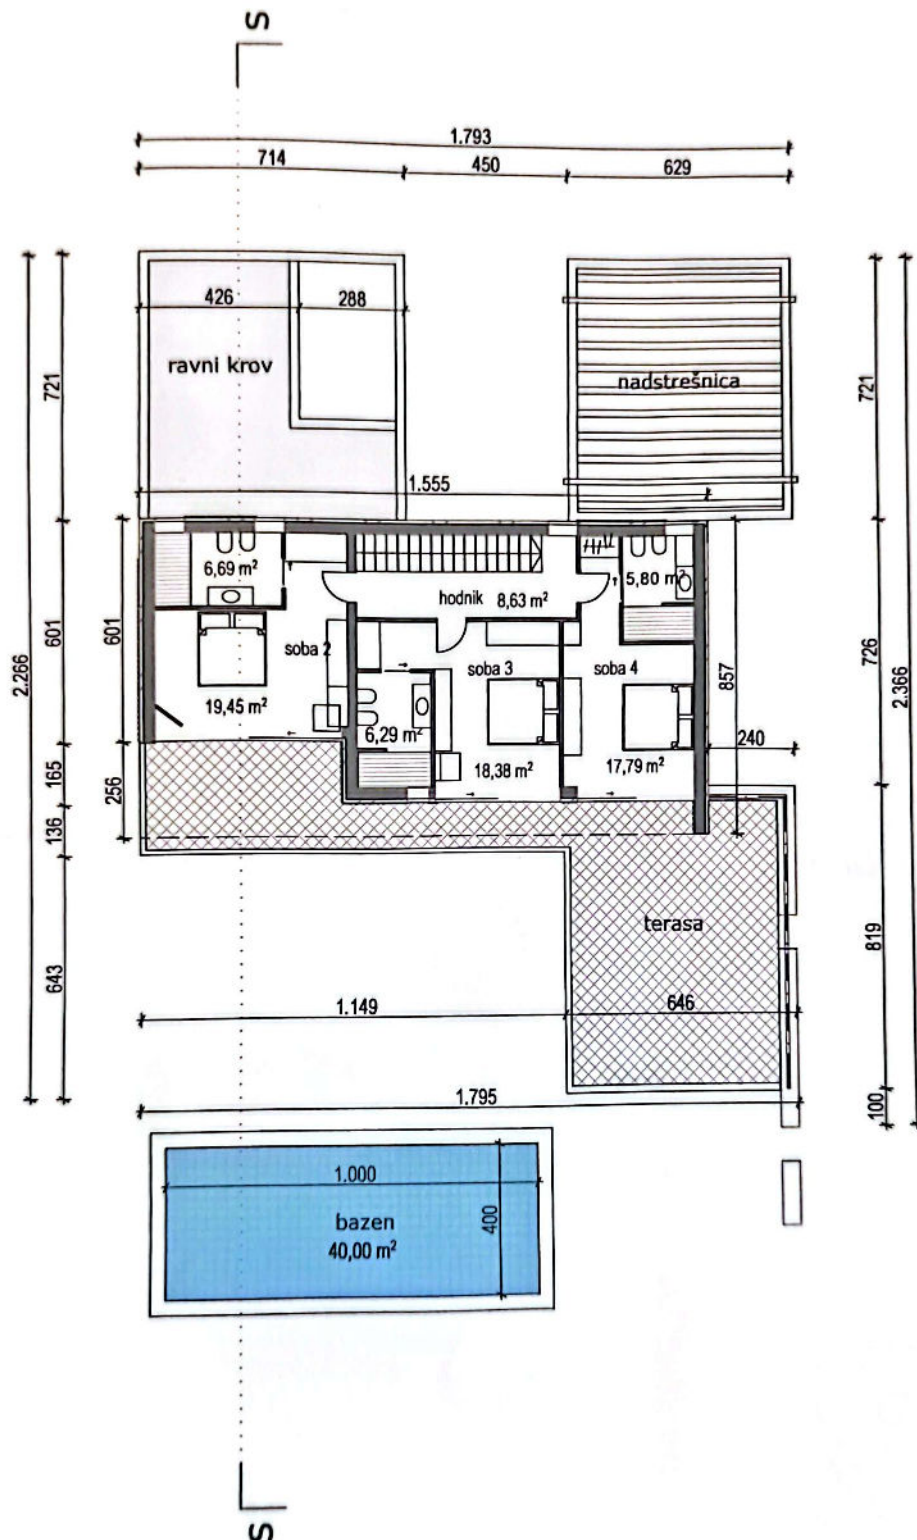 S
1.793
714
450
629
426
288
ravni krov
nadstrešnica
721
721
1.555
6,69 m²
5,80 m²
hodnik 8,63 m²
soba 2
soba 3
soba 4
19,45 m²
6,29 m²
18,38 m²
17,79 m²
601
601
2.266
165
256
136
643
726
857
2.366
240
terasa
819
1.149
646
1.795
100
1.000
400
bazen
40,00 m²
S